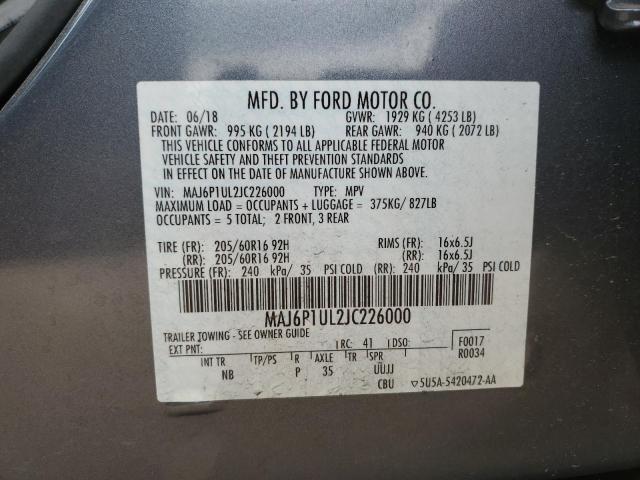 MFD. BY FORD MOTOR CO.
DATE: 06/18 GVWR: 1929 KG ( 4253 LB)
FRONT GAWR: 995 KG ( 2194 LB) REAR GAWR: 940 KG ( 2072 LB)
THIS VEHICLE CONFORMS TO ALL APPLICABLE FEDERAL MOTOR
VEHICLE SAFETY AND THEFT PREVENTION STANDARDS
IN EFFECT ON THE DATE OF MANUFACTURE SHOWN ABOVE.
VIN: MAJ6P1UL2JC226000 TYPE: MPV
MAXIMUM LOAD = OCCUPANTS + LUGGAGE = 375KG/ 827LB
OCCUPANTS = 5 TOTAL; 2 FRONT, 3 REAR
TIRE (FR): 205/60R16 92H RIMS (FR): 16x6.5J
(RR): 205/60R16 92H (RR): 16x6.5J
PRESSURE (FR): 240 kPa/ 35 PSI COLD (RR): 240 kPa/ 35 PSI COLD
MAJ6P1UL2JC226000
TRAILER TOWING - SEE OWNER GUIDE
EXT PNT: RC: 41 DSO: F0017
R0034
INT TR TP/PS R AXLE TR SPR
NB P 35 UUJJ
CBU ▽5U5A-5420472-AA